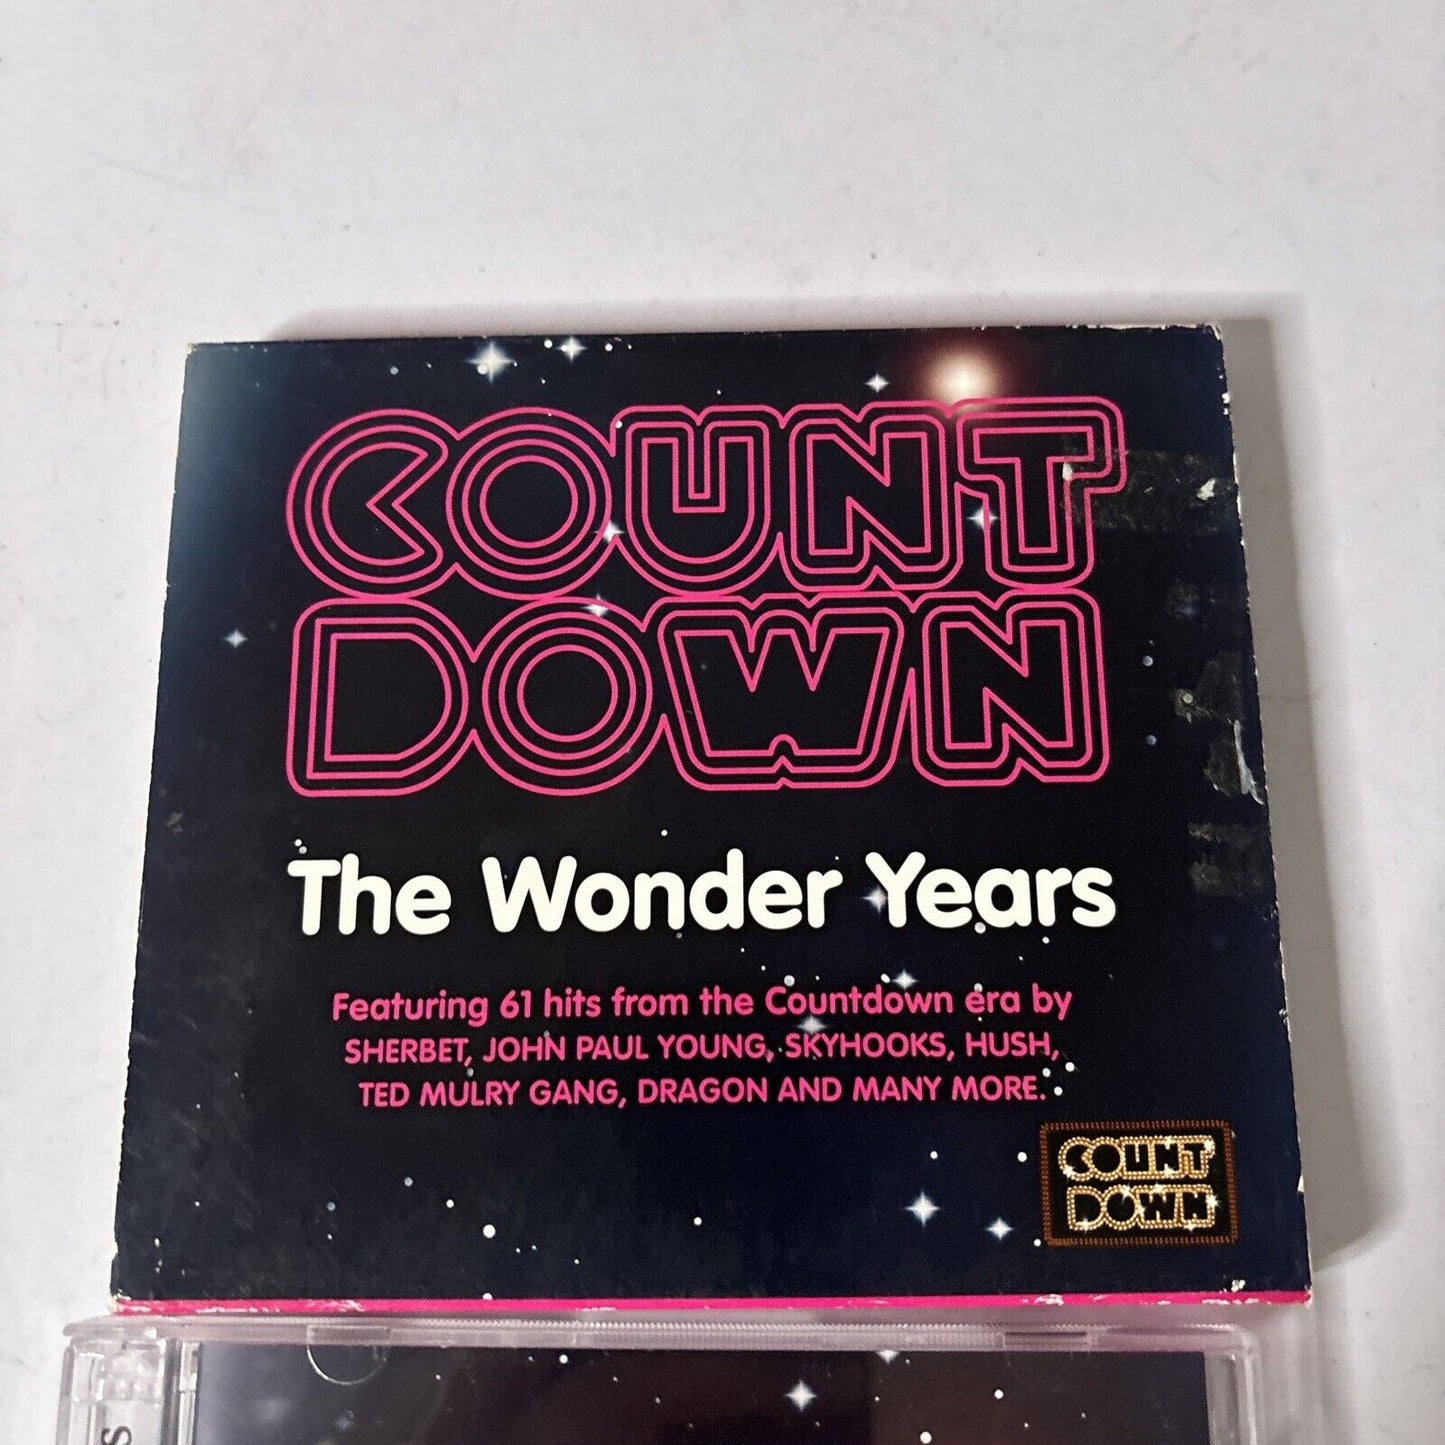 COUNT
DOWN
The Wonder Years
Featuring 61 hits from the Countdown era by
SHERBET, JOHN PAUL YOUNG, SKYHOOKS, HUSH,
TED MULRY GANG, DRAGON AND MANY MORE.
COUNT
DOWN